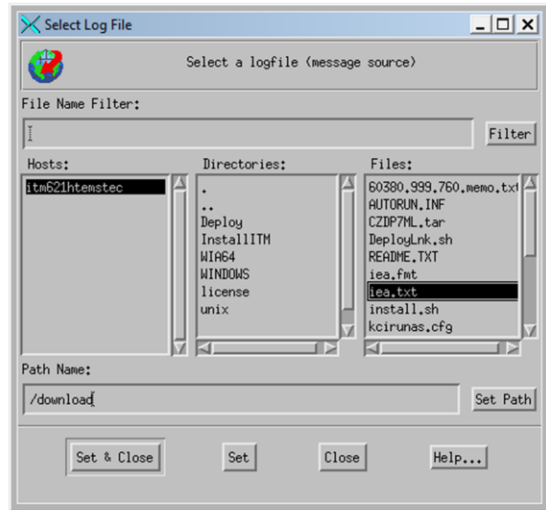 Select Log File
Select a logfile (message source)
File Name Filter:
Filter
Hosts:
itm621htemstec
Directories:
.
..
Deploy
InstallITM
WIA64
WINDOWS
license
unix
Files:
60380.999.760.memo.txt
AUTORUN.INF
CZDP7ML.tar
DeployLnk.sh
README.TXT
iea.fmt
iea.txt
install.sh
kcirunas.cfg
Path Name:
/download
Set Path
Set & Close
Set
Close
Help...